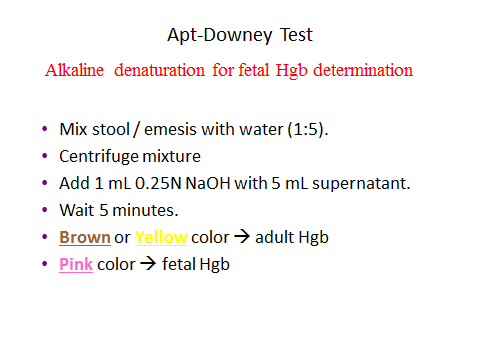 Apt-Downey Test
Alkaline denaturation for fetal Hgb determination
• Mix stool / emesis with water (1:5).
• Centrifuge mixture
• Add 1 mL 0.25N NaOH with 5 mL supernatant.
• Wait 5 minutes.
• Brown or Yellow color → adult Hgb
• Pink color → fetal Hgb